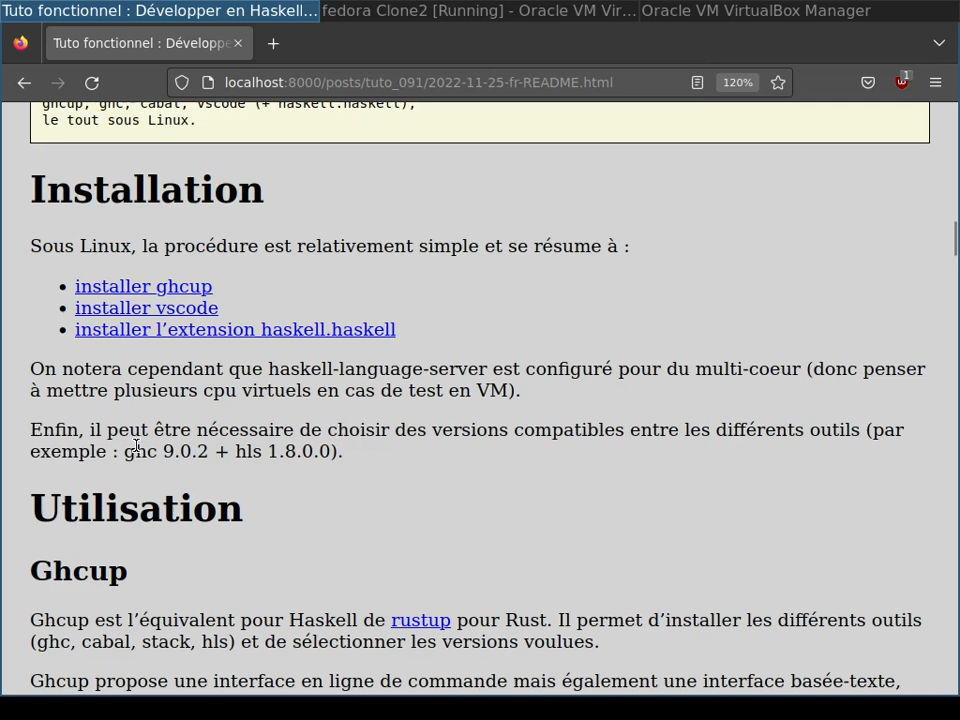 Tuto fonctionnel : Développer en Haskell... fedora Clone2 [Running] - Oracle VM Vir... Oracle VM VirtualBox Manager
Tuto fonctionnel : Développe
localhost:8000/posts/tuto_091/2022-11-25-fr-README.html 120% 1
ghcup, ghc, cabal, vscode (+ haskell.haskell),
le tout sous Linux.
Installation
Sous Linux, la procédure est relativement simple et se résume à :
• installer ghcup
• installer vscode
• installer l’extension haskell.haskell
On notera cependant que haskell-language-server est configuré pour du multi-coeur (donc penser
à mettre plusieurs cpu virtuels en cas de test en VM).
Enfin, il peut être nécessaire de choisir des versions compatibles entre les différents outils (par
exemple : ghc 9.0.2 + hls 1.8.0.0).
Utilisation
Ghcup
Ghcup est l’équivalent pour Haskell de rustup pour Rust. Il permet d’installer les différents outils
(ghc, cabal, stack, hls) et de sélectionner les versions voulues.
Ghcup propose une interface en ligne de commande mais également une interface basée-texte,